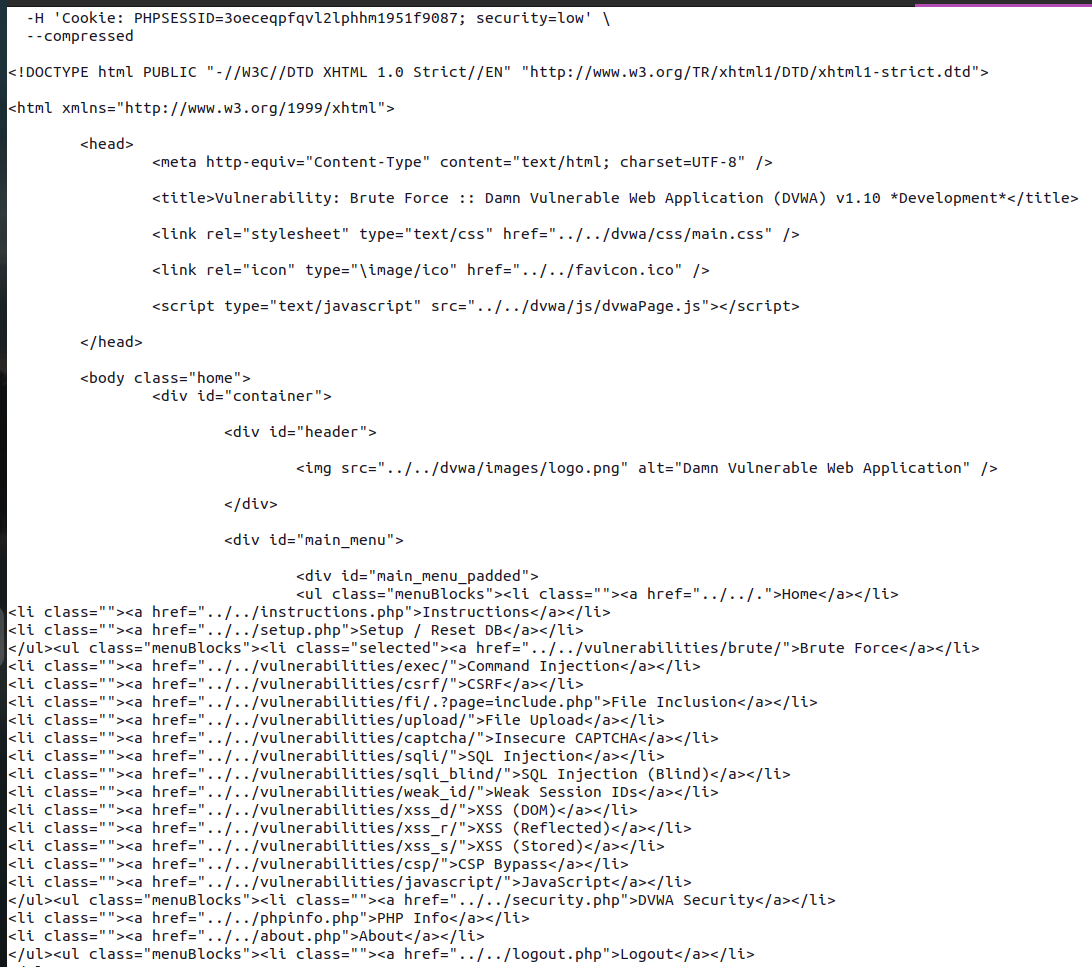 -H 'Cookie: PHPSESSID=3oeceqpfqvl2lphhm1951f9087; security=low' \
--compressed
<!DOCTYPE html PUBLIC "-//W3C//DTD XHTML 1.0 Strict//EN" "http://www.w3.org/TR/xhtml1/DTD/xhtml1-strict.dtd">
<html xmlns="http://www.w3.org/1999/xhtml">
<head>
<meta http-equiv="Content-Type" content="text/html; charset=UTF-8" />
<title>Vulnerability: Brute Force :: Damn Vulnerable Web Application (DVWA) v1.10 *Development*</title>
<link rel="stylesheet" type="text/css" href="../../dvwa/css/main.css" />
<link rel="icon" type="\image/ico" href="../../favicon.ico" />
<script type="text/javascript" src="../../dvwa/js/dvwaPage.js"></script>
</head>
<body class="home">
<div id="container">
<div id="header">
<img src="../../dvwa/images/logo.png" alt="Damn Vulnerable Web Application" />
</div>
<div id="main_menu">
<div id="main_menu_padded">
<ul class="menuBlocks"><li class=""><a href="../../.">Home</a></li>
<li class=""><a href="../../instructions.php">Instructions</a></li>
<li class=""><a href="../../setup.php">Setup / Reset DB</a></li>
</ul><ul class="menuBlocks"><li class="selected"><a href="../../vulnerabilities/brute/">Brute Force</a></li>
<li class=""><a href="../../vulnerabilities/exec/">Command Injection</a></li>
<li class=""><a href="../../vulnerabilities/csrf/">CSRF</a></li>
<li class=""><a href="../../vulnerabilities/fi/.?page=include.php">File Inclusion</a></li>
<li class=""><a href="../../vulnerabilities/upload/">File Upload</a></li>
<li class=""><a href="../../vulnerabilities/captcha/">Insecure CAPTCHA</a></li>
<li class=""><a href="../../vulnerabilities/sqli/">SQL Injection</a></li>
<li class=""><a href="../../vulnerabilities/sqli_blind/">SQL Injection (Blind)</a></li>
<li class=""><a href="../../vulnerabilities/weak_id/">Weak Session IDs</a></li>
<li class=""><a href="../../vulnerabilities/xss_d/">XSS (DOM)</a></li>
<li class=""><a href="../../vulnerabilities/xss_r/">XSS (Reflected)</a></li>
<li class=""><a href="../../vulnerabilities/xss_s/">XSS (Stored)</a></li>
<li class=""><a href="../../vulnerabilities/csp/">CSP Bypass</a></li>
<li class=""><a href="../../vulnerabilities/javascript/">JavaScript</a></li>
</ul><ul class="menuBlocks"><li class=""><a href="../../security.php">DVWA Security</a></li>
<li class=""><a href="../../phpinfo.php">PHP Info</a></li>
<li class=""><a href="../../about.php">About</a></li>
</ul><ul class="menuBlocks"><li class=""><a href="../../logout.php">Logout</a></li>